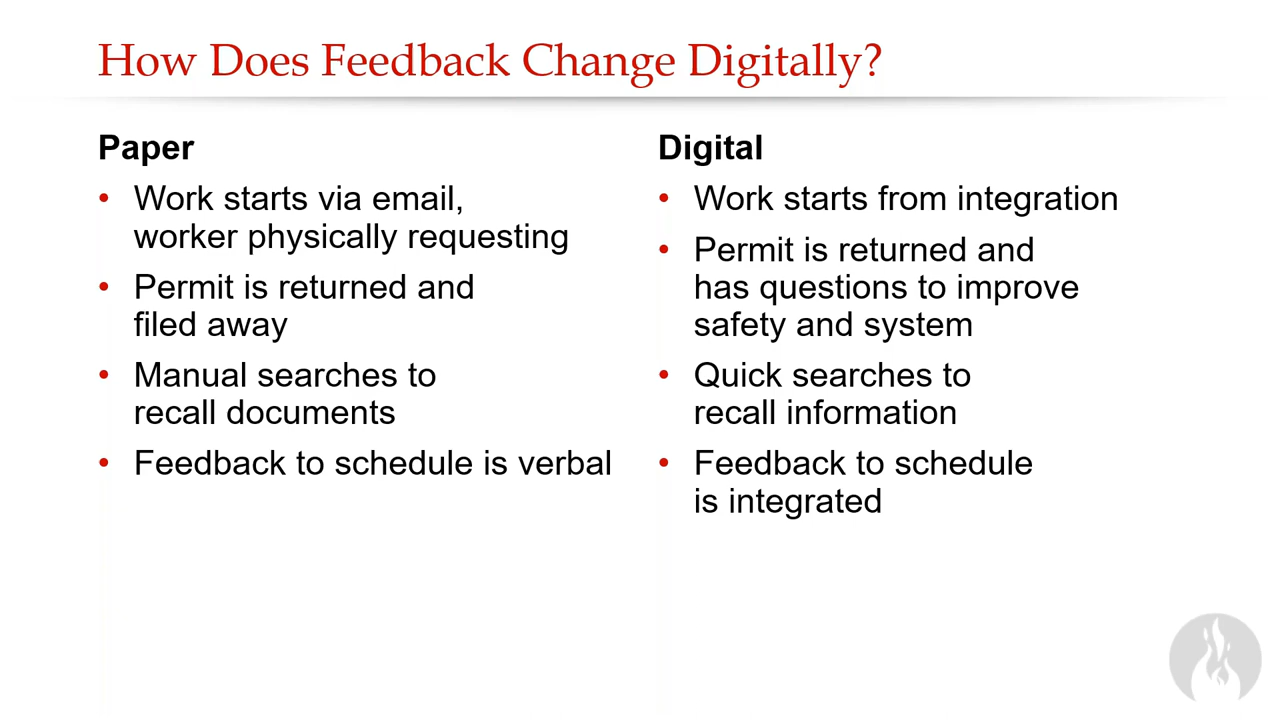 How Does Feedback Change Digitally?
Paper
• Work starts via email,
worker physically requesting
• Permit is returned and
filed away
• Manual searches to
recall documents
• Feedback to schedule is verbal
Digital
• Work starts from integration
• Permit is returned and
has questions to improve
safety and system
• Quick searches to
recall information
• Feedback to schedule
is integrated